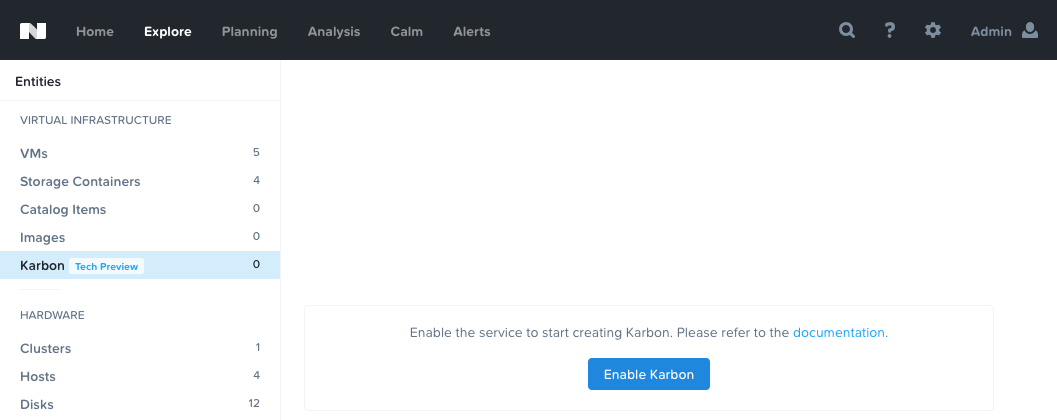 Home Explore Planning Analysis Calm Alerts ? Admin
Entities
VIRTUAL INFRASTRUCTURE
VMs 5
Storage Containers 4
Catalog Items 0
Images 0
Karbon Tech Preview 0
HARDWARE
Clusters 1
Hosts 4
Disks 12
Enable the service to start creating Karbon. Please refer to the documentation.
Enable Karbon